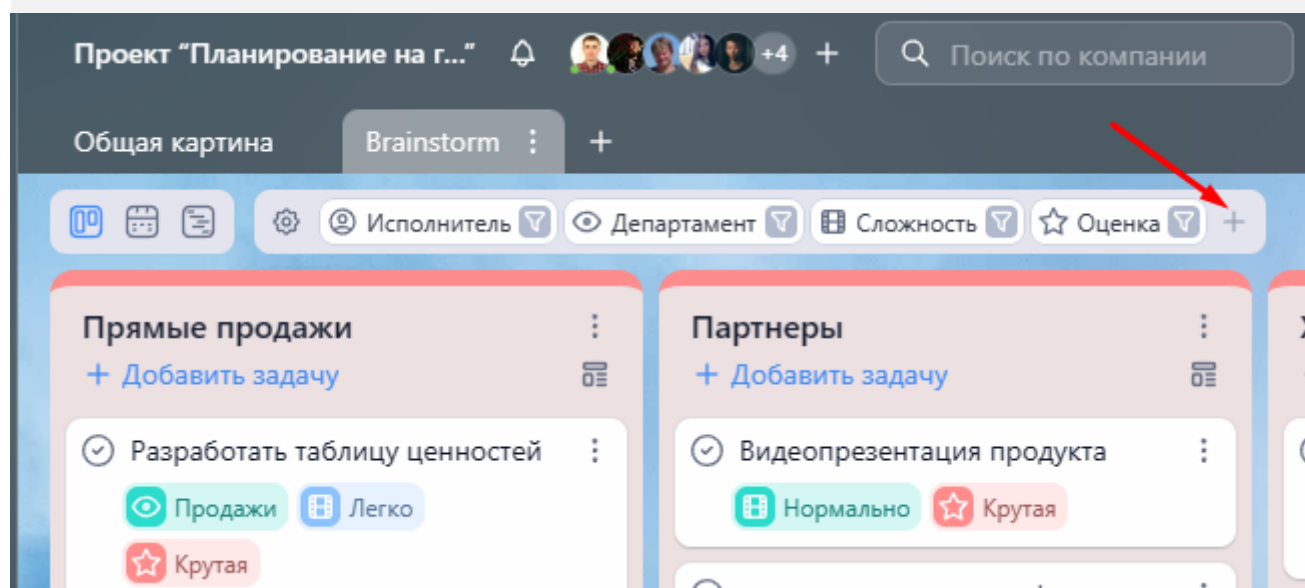 Проект “Планирование на г...” +4 Поиск по компании
Общая картина Brainstorm
Исполнитель Департамент Сложность Оценка
Прямые продажи
+ Добавить задачу
Разработать таблицу ценностей
Продажи Легко
Крутая
Партнеры
+ Добавить задачу
Видеопрезентация продукта
Нормально Крутая